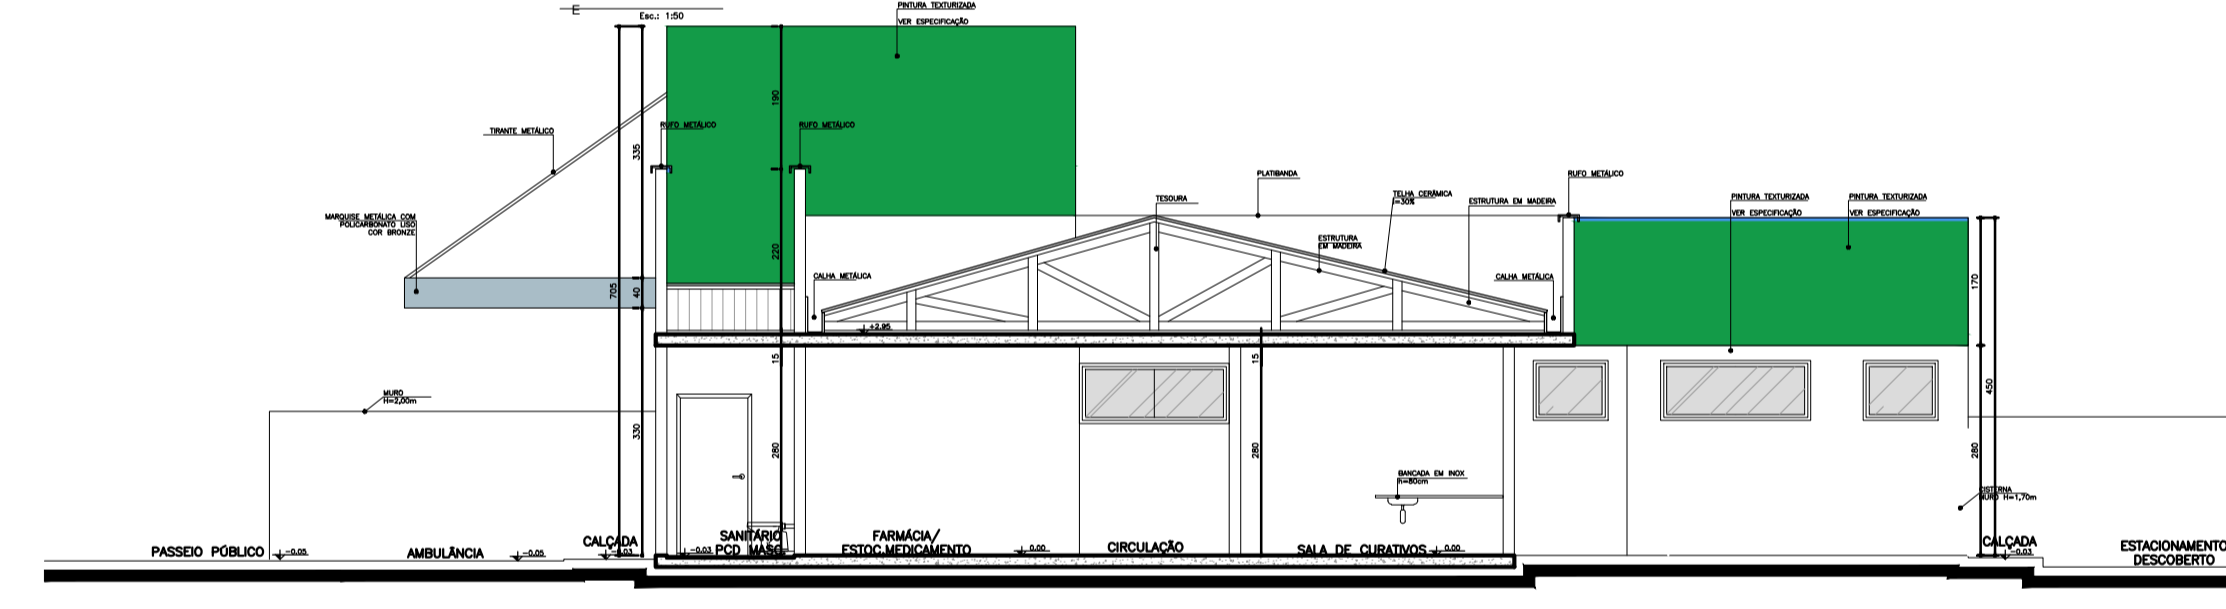 E
Esc.: 1:50
PINTURA TEXTURIZADA
VER ESPECIFICAÇÃO
190
TIRANTE METÁLICO
RUFO METÁLICO
RUFO METÁLICO
335
PLATIBANDA
RUFO METÁLICO
TESOURA
TELHA CERÂMICA
i=30%
ESTRUTURA EM MADEIRA
PINTURA TEXTURIZADA
VER ESPECIFICAÇÃO
PINTURA TEXTURIZADA
VER ESPECIFICAÇÃO
MARQUISE METÁLICA COM
POLICARBONATO LISO
COR BRONZE
220
ESTRUTURA
EM MADEIRA
CALHA METÁLICA
CALHA METÁLICA
170
705
40
+2.95
15
15
450
MURO
H=2,00m
330
280
280
280
BANCADA EM INOX
h=80cm
CISTERNA
MURO H=1,70m
PASSEIO PÚBLICO
-0.05
AMBULÂNCIA
-0.05
CALÇADA
-0.03
-0.03
SANITÁRIO
PCD MASC.
FARMÁCIA/
ESTOC.MEDICAMENTO
0.00
CIRCULAÇÃO
SALA DE CURATIVOS
0.00
CALÇADA
-0.03
ESTACIONAMENTO
DESCOBERTO